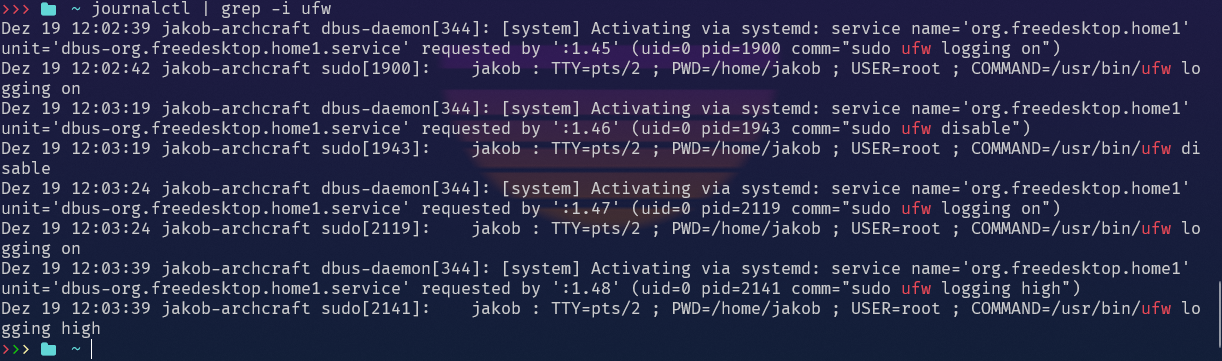 >>> ~ journalctl | grep -i ufw
Dez 19 12:02:39 jakob-archcraft dbus-daemon[344]: [system] Activating via systemd: service name='org.freedesktop.home1'
unit='dbus-org.freedesktop.home1.service' requested by ':1.45' (uid=0 pid=1900 comm="sudo ufw logging on")
Dez 19 12:02:42 jakob-archcraft sudo[1900]:    jakob : TTY=pts/2 ; PWD=/home/jakob ; USER=root ; COMMAND=/usr/bin/ufw lo
gging on
Dez 19 12:03:19 jakob-archcraft dbus-daemon[344]: [system] Activating via systemd: service name='org.freedesktop.home1'
unit='dbus-org.freedesktop.home1.service' requested by ':1.46' (uid=0 pid=1943 comm="sudo ufw disable")
Dez 19 12:03:19 jakob-archcraft sudo[1943]:    jakob : TTY=pts/2 ; PWD=/home/jakob ; USER=root ; COMMAND=/usr/bin/ufw di
sable
Dez 19 12:03:24 jakob-archcraft dbus-daemon[344]: [system] Activating via systemd: service name='org.freedesktop.home1'
unit='dbus-org.freedesktop.home1.service' requested by ':1.47' (uid=0 pid=2119 comm="sudo ufw logging on")
Dez 19 12:03:24 jakob-archcraft sudo[2119]:    jakob : TTY=pts/2 ; PWD=/home/jakob ; USER=root ; COMMAND=/usr/bin/ufw lo
gging on
Dez 19 12:03:39 jakob-archcraft dbus-daemon[344]: [system] Activating via systemd: service name='org.freedesktop.home1'
unit='dbus-org.freedesktop.home1.service' requested by ':1.48' (uid=0 pid=2141 comm="sudo ufw logging high")
Dez 19 12:03:39 jakob-archcraft sudo[2141]:    jakob : TTY=pts/2 ; PWD=/home/jakob ; USER=root ; COMMAND=/usr/bin/ufw lo
gging high
>>> ~